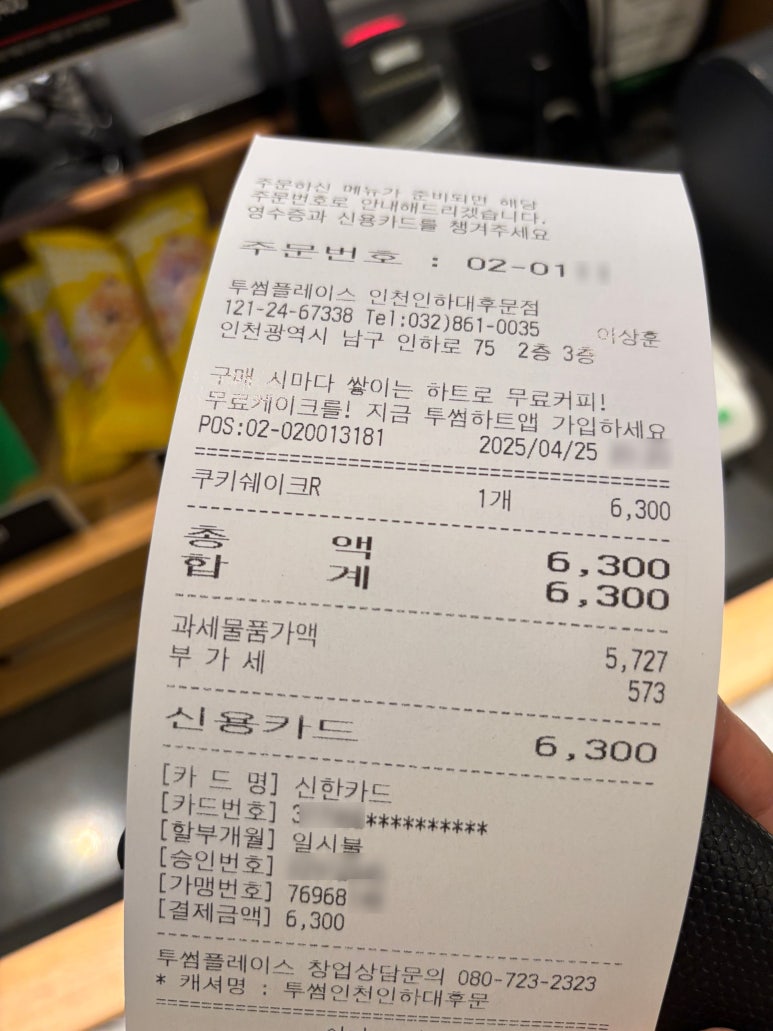 주문하신 메뉴가 준비되면 해당
주문번호로 안내해드리겠습니다.
영수증과 신용카드를 챙겨주세요
주문번호 : 02-01
투썸플레이스 인천인하대후문점
121-24-67338 Tel:032)861-0035 이상훈
인천광역시 남구 인하로 75 2층 3층
구매 시마다 쌓이는 하트로 무료커피!
무료케이크를! 지금 투썸하트앱 가입하세요
POS:02-020013181 2025/04/25
쿠키쉐이크R 1개 6,300
총 액 6,300
합 계 6,300
과세물품가액 5,727
부 가 세 573
신용카드 6,300
[카 드 명] 신한카드
[카드번호] 3**********
[할부개월] 일시불
[승인번호]
[가맹번호] 76968
[결제금액] 6,300
투썸플레이스 창업상담문의 080-723-2323
* 캐셔명 : 투썸인천인하대후문